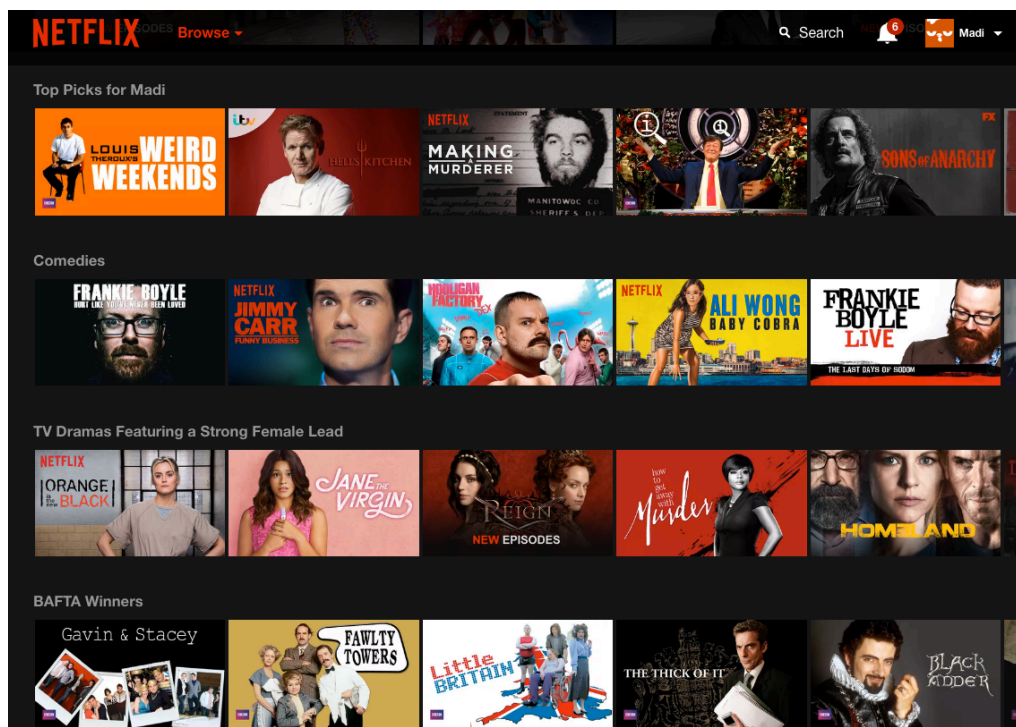 NETFLIX
Browse
Search
6
Madi
Top Picks for Madi
LOUIS THEROUX'S WEIRD WEEKENDS
itv
HELL'S KITCHEN
NETFLIX
STATEMENT
MAKING A MURDERER
MANITOWOC CO
SHERIFF'S DEP
QI
FX
SONS OF ANARCHY
Comedies
FRANKIE BOYLE
HURT LIKE YOU'VE NEVER BEEN LOVED
NETFLIX
JIMMY CARR
FUNNY BUSINESS
HOOLIGAN FACTORY
NETFLIX
ALI WONG
BABY COBRA
FRANKIE BOYLE LIVE
THE LAST DAYS OF SODOM
TV Dramas Featuring a Strong Female Lead
NETFLIX
ORANGE IS THE NEW BLACK
JANE THE VIRGIN
REIGN
NEW EPISODES
how to get away with Murder
HOMELAND
BAFTA Winners
Gavin & Stacey
FAWLTY TOWERS
Little BRITAIN
THE THICK OF IT
BLACK ADDER